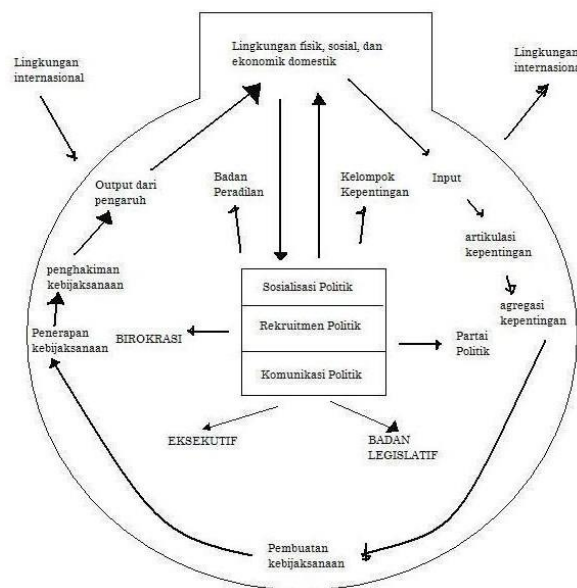 Lingkungan fisik, sosial, dan
ekonomik domestik
Lingkungan
internasional
Lingkungan
internasional
Output dari
pengaruh
Badan
Peradilan
Kelompok
Kepentingan
Input
artikulasi
kepentingan
penghakiman
kebijaksanaan
Sosialisasi Politik
agregasi
kepentingan
Penerapan
kebijaksanaan
BIROKRASI
Rekruitmen Politik
Partai
Politik
Komunikasi Politik
EKSEKUTIF
BADAN
LEGISLATIF
Pembuatan
kebijaksanaan